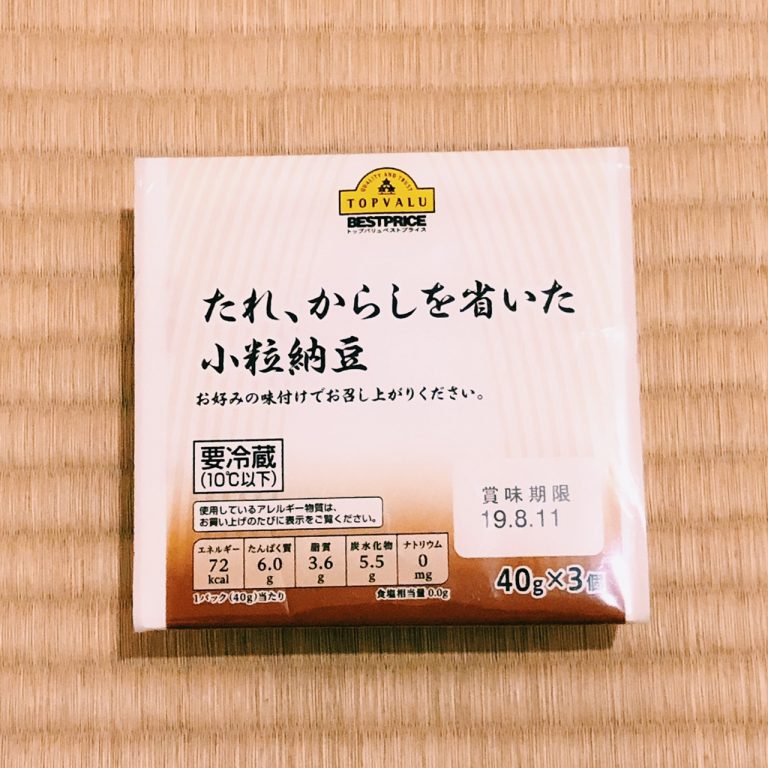 QUALITY AND TRUST
TOPVALU
BESTPRICE
トップバリュベストプライス
たれ、からしを省いた
小粒納豆
お好みの味付けでお召し上がりください。
要冷蔵
(10℃以下)
使用しているアレルギー物質は、
お買い上げのたびに表示をご覧ください。
賞味期限
19.8.11
エネルギー たんぱく質 脂質 炭水化物 ナトリウム
72 6.0 3.6 5.5 0
kcal g g g mg
1パック(40g)当たり 食塩相当量 0.0g
40g×3個